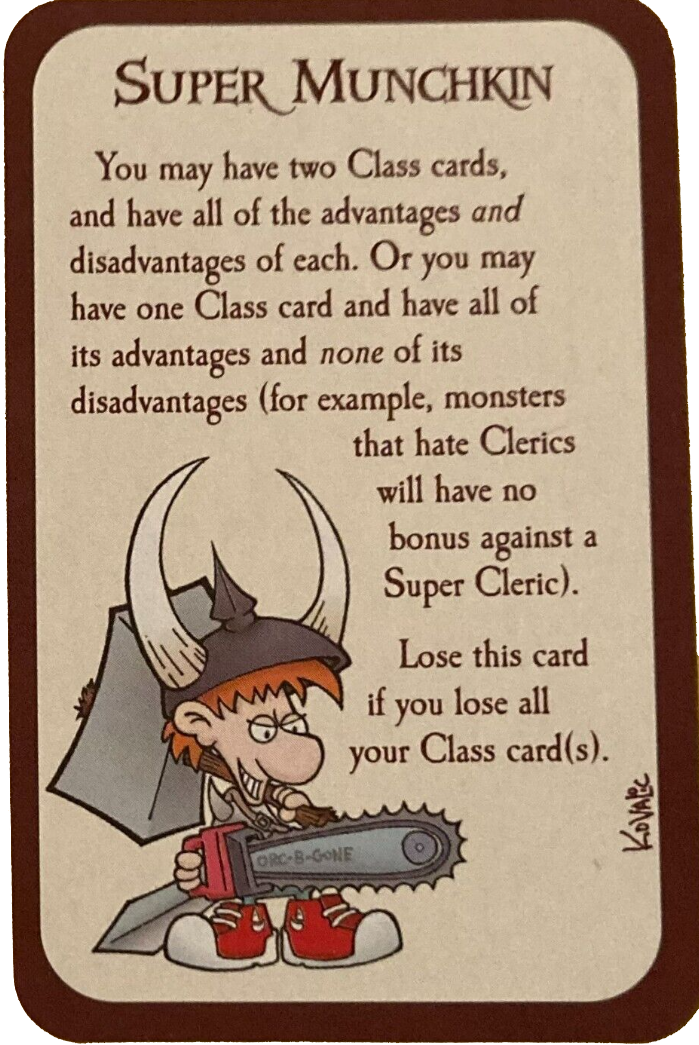 SUPER MUNCHKIN
You may have two Class cards,
and have all of the advantages and
disadvantages of each. Or you may
have one Class card and have all of
its advantages and none of its
disadvantages (for example, monsters
that hate Clerics
will have no
bonus against a
Super Cleric).
Lose this card
if you lose all
your Class card(s).
KOVALIC
ORC-B-GONE